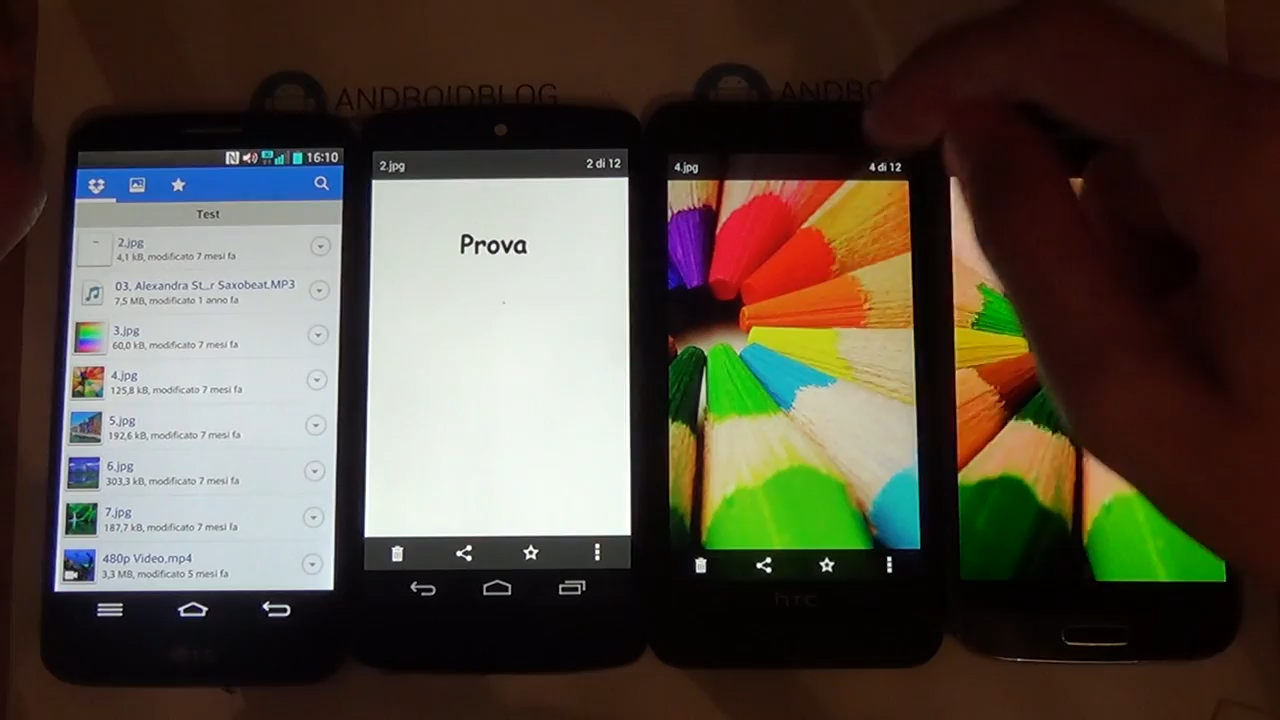 ANDROIDBLOG
ANDROIDB
16:10
Test
2.jpg
4,1 kB, modificato 7 mesi fa
03. Alexandra St...r Saxobeat.MP3
7,5 MB, modificato 1 anno fa
3.jpg
60,0 kB, modificato 7 mesi fa
4.jpg
125,8 kB, modificato 7 mesi fa
5.jpg
192,6 kB, modificato 7 mesi fa
6.jpg
303,3 kB, modificato 7 mesi fa
7.jpg
187,7 kB, modificato 7 mesi fa
480p Video.mp4
3,3 MB, modificato 5 mesi fa
LG
2.jpg
2 di 12
Prova
4.jpg
4 di 12
hTC